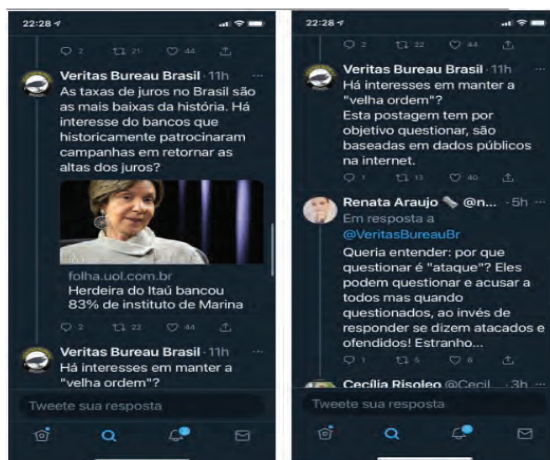 22:28
2 21 44
Veritas Bureau Brasil · 11h ...
As taxas de juros no Brasil são
as mais baixas da história. Há
interesse do bancos que
historicamente patrocinaram
campanhas em retornar as
altas dos juros?
folha.uol.com.br
Herdeira do Itaú bancou
83% de instituto de Marina
2 22 44
Veritas Bureau Brasil · 11h ...
Há interesses em manter a
"velha ordem"?
Tweete sua resposta
22:28
2 22 44
Veritas Bureau Brasil · 11h ...
Há interesses em manter a
"velha ordem"?
Esta postagem tem por
objetivo questionar, são
baseadas em dados públicos
na internet.
1 13 40
Renata Araujo @n... · 5h ...
Em resposta a
@VeritasBureauBr
Queria entender: por que
questionar é "ataque"? Eles
podem questionar e acusar a
todos mas quando
questionados, ao invés de
responder se dizem atacados e
ofendidos! Estranho...
1 5 6
Cecília Risoleo @Cecil... · 3h ...
Tweete sua resposta